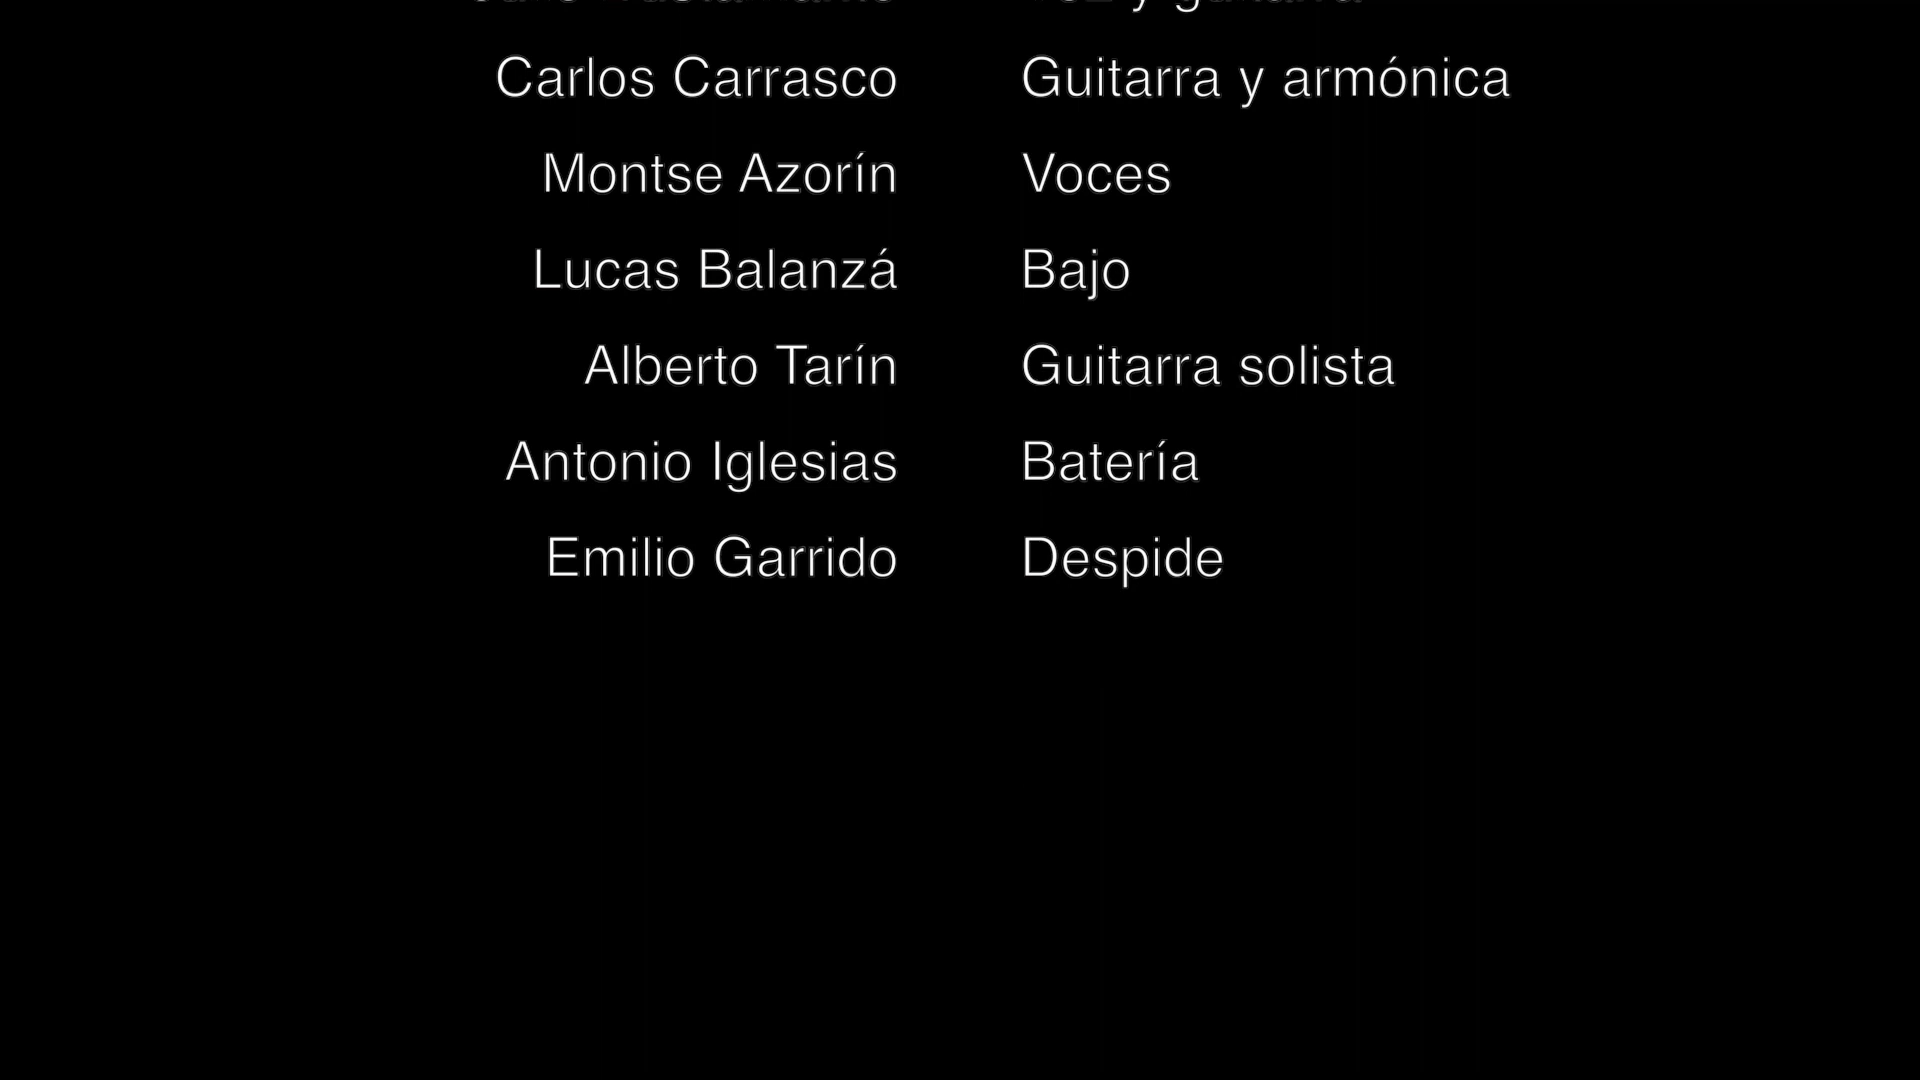 y guitarra
Carlos Carrasco Guitarra y armónica
Montse Azorín Voces
Lucas Balanzá Bajo
Alberto Tarín Guitarra solista
Antonio Iglesias Batería
Emilio Garrido Despide